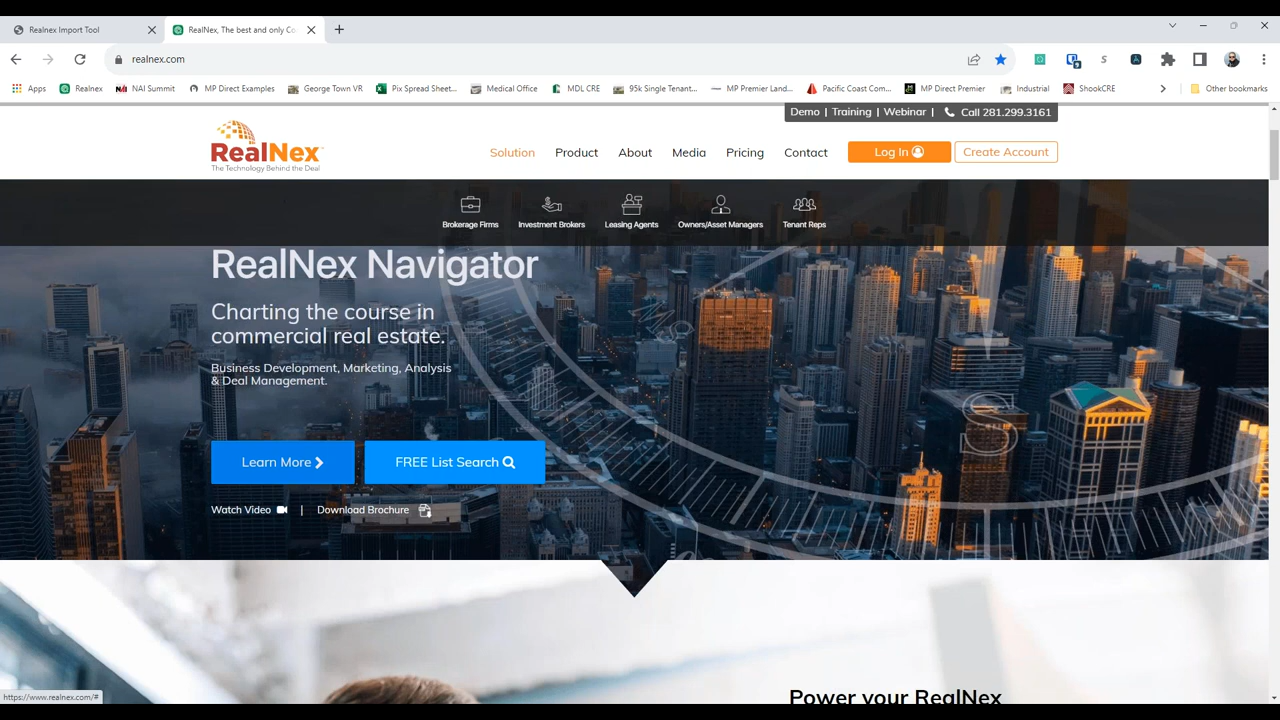 Realnex Import Tool
RealNex, The best and only Co
realnex.com
Apps
Realnex
NAI Summit
MP Direct Examples
George Town VR
Pix Spread Sheet...
Medical Office
MDL CRE
95k Single Tenant...
MP Premier Land...
Pacific Coast Com...
MP Direct Premier
Industrial
ShookCRE
Other bookmarks
Demo | Training | Webinar | Call 281.299.3161
RealNex
The Technology Behind the Deal
Solution
Product
About
Media
Pricing
Contact
Log In
Create Account
Brokerage Firms
Investment Brokers
Leasing Agents
Owners/Asset Managers
Tenant Reps
RealNex Navigator
Charting the course in
commercial real estate.
Business Development, Marketing, Analysis
& Deal Management.
S
Learn More
FREE List Search
Watch Video | Download Brochure
Power your RealNex
https://www.realnex.com/#